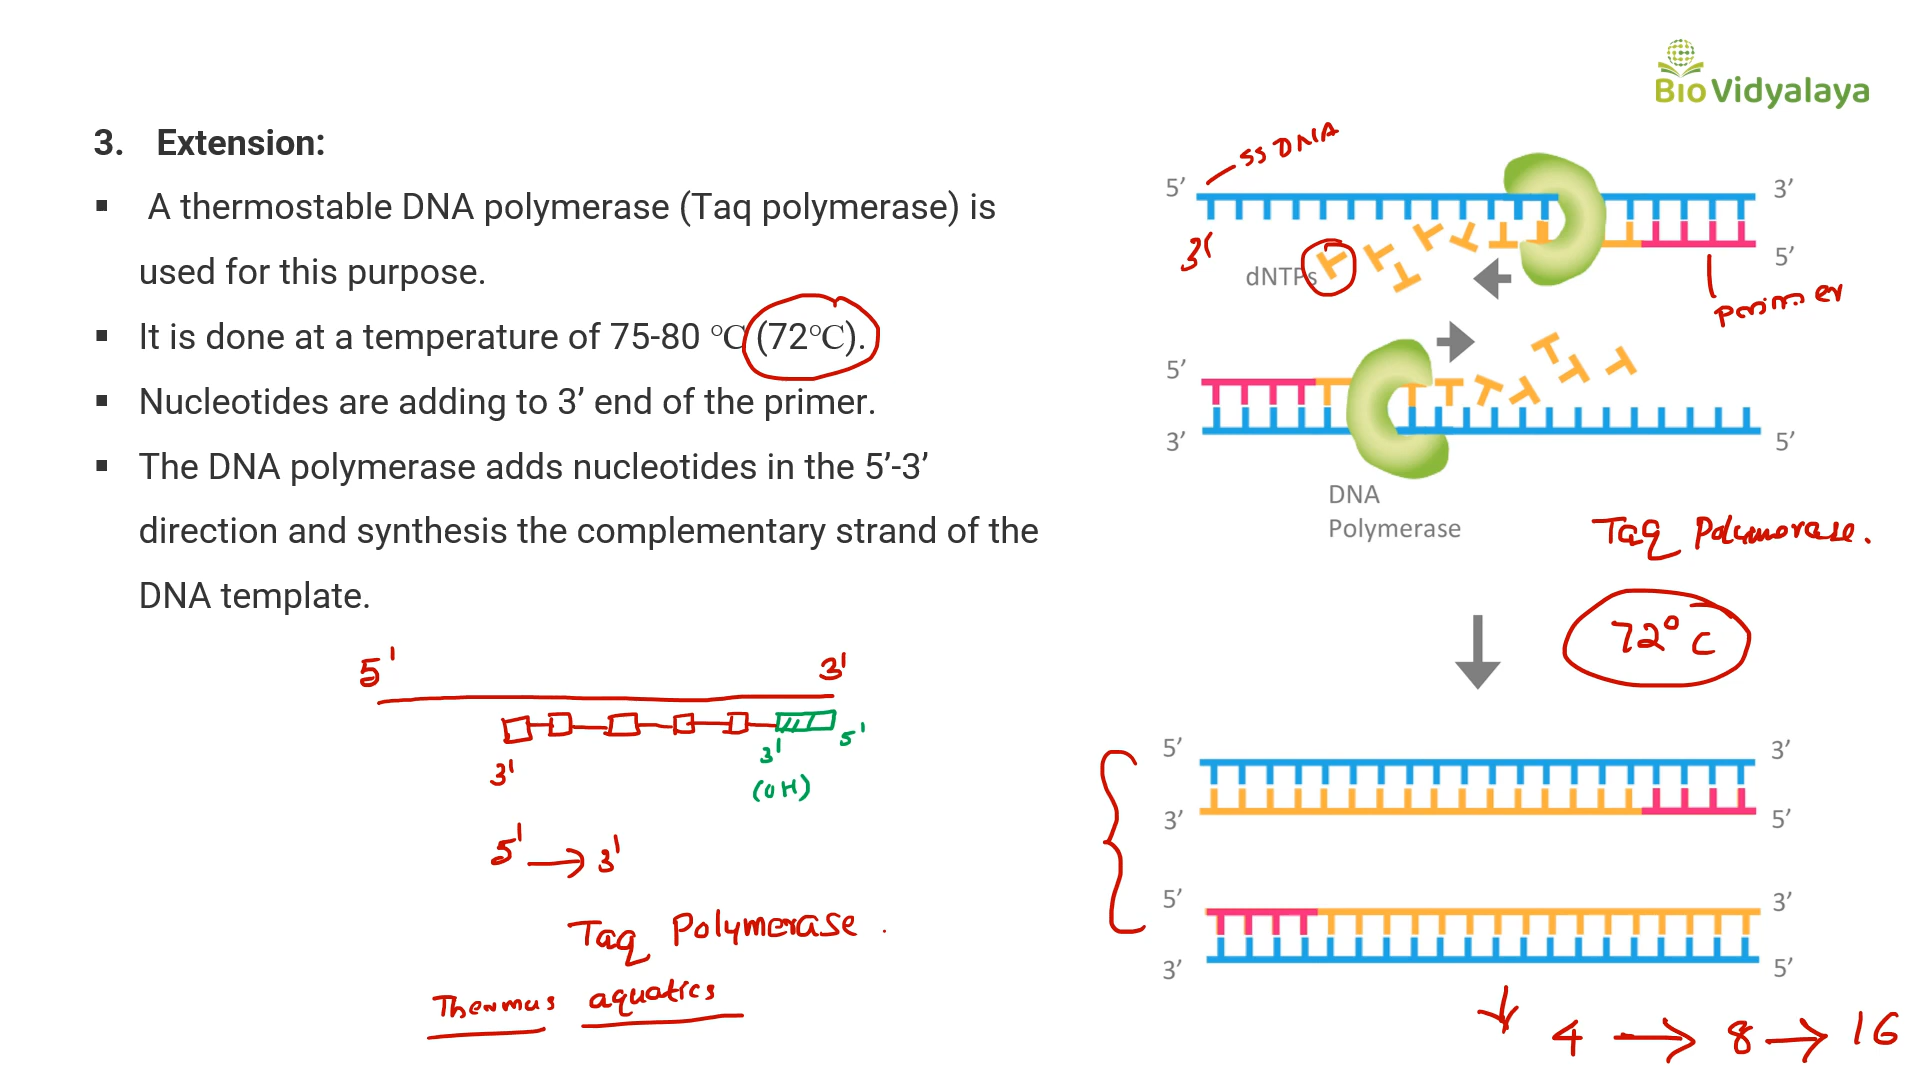 Bio Vidyalaya
3. Extension:
▪ A thermostable DNA polymerase (Taq polymerase) is
used for this purpose.
▪ It is done at a temperature of 75-80 ℃ (72℃).
▪ Nucleotides are adding to 3’ end of the primer.
▪ The DNA polymerase adds nucleotides in the 5’-3’
direction and synthesis the complementary strand of the
DNA template.
5' 3'
3' 3' 5'
(OH)
5' → 3'
Taq Polymerase.
Thermus aquatics
ss DNA
5’ 3’
3' 5’
dNTPs
primer
5’
3’ 5’
DNA
Polymerase
Taq Polymerase.
72° C
5’ 3’
3’ 5’
5’ 3’
3’ 5’
↓ 4 → 8 → 16